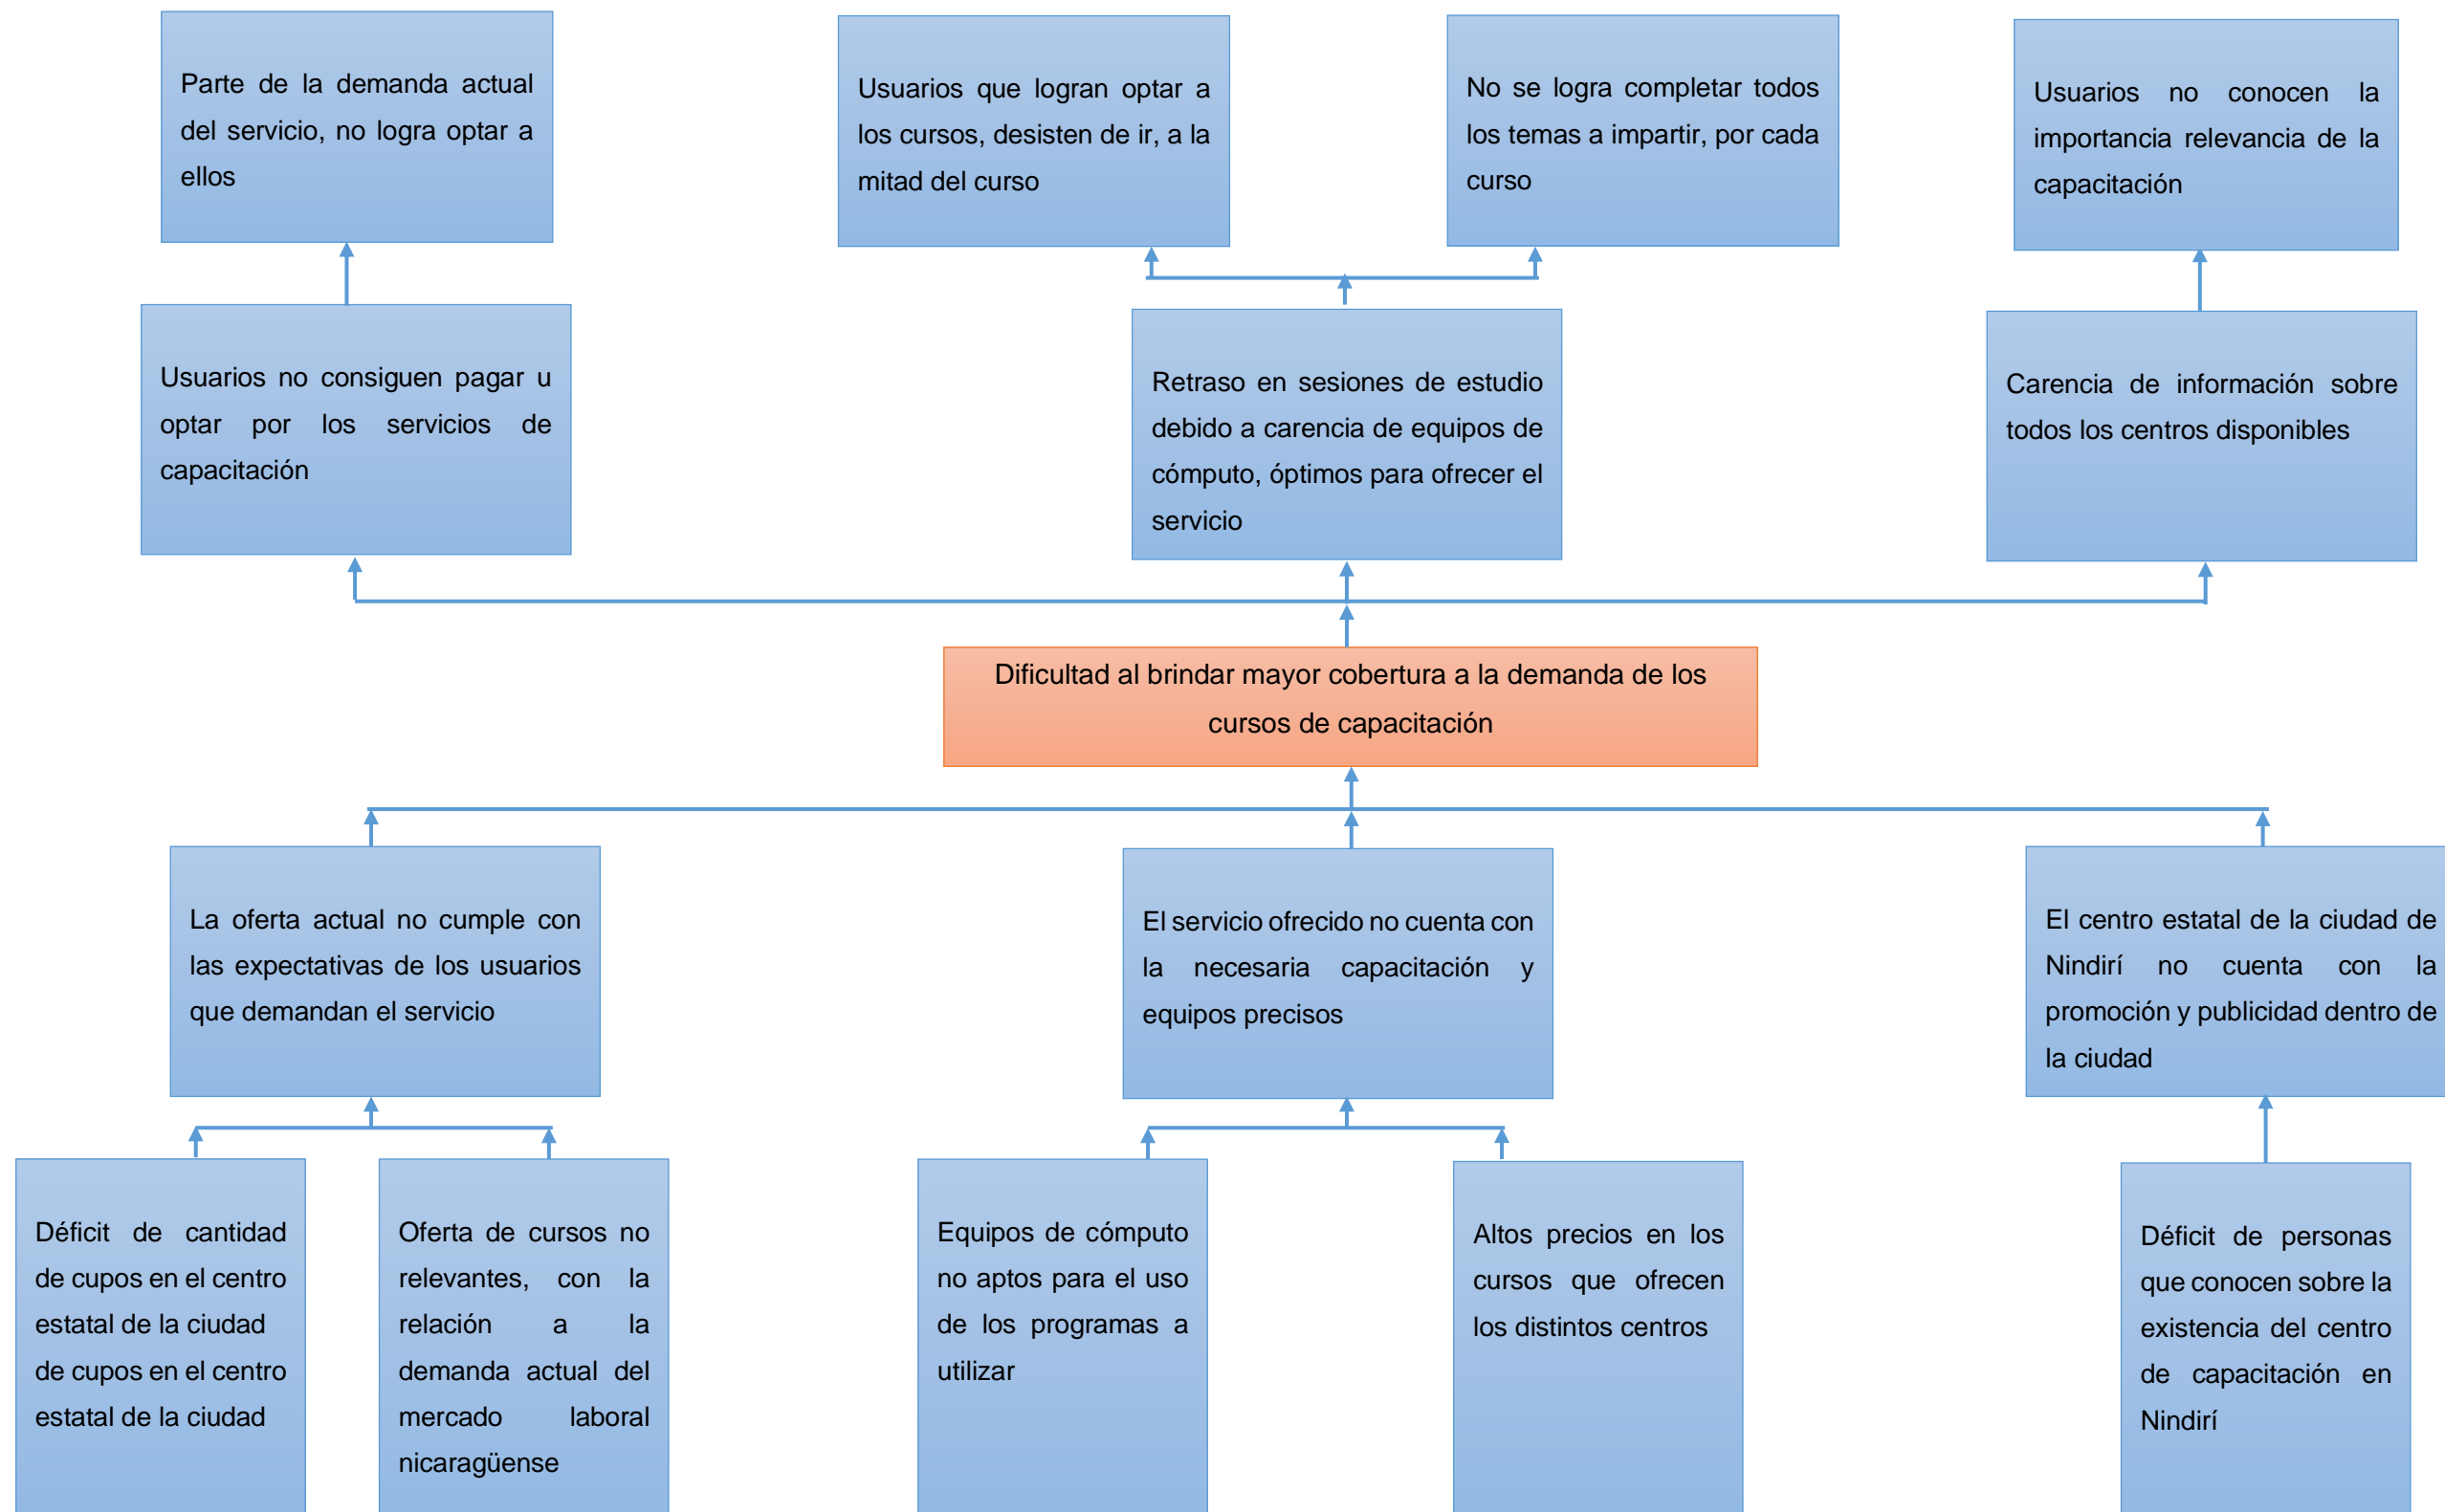 Parte de la demanda actual
del servicio, no logra optar a
ellos
Usuarios que logran optar a
los cursos, desisten de ir, a la
mitad del curso
No se logra completar todos
los temas a impartir, por cada
curso
Usuarios no conocen la
importancia relevancia de la
capacitación
Usuarios no consiguen pagar u
optar por los servicios de
capacitación
Retraso en sesiones de estudio
debido a carencia de equipos de
cómputo, óptimos para ofrecer el
servicio
Carencia de información sobre
todos los centros disponibles
Dificultad al brindar mayor cobertura a la demanda de los
cursos de capacitación
La oferta actual no cumple con
las expectativas de los usuarios
que demandan el servicio
El servicio ofrecido no cuenta con
la necesaria capacitación y
equipos precisos
El centro estatal de la ciudad de
Nindirí no cuenta con la
promoción y publicidad dentro de
la ciudad
Déficit de cantidad
de cupos en el centro
estatal de la ciudad
de cupos en el centro
estatal de la ciudad
Oferta de cursos no
relevantes, con la
relación a la
demanda actual del
mercado laboral
nicaragüense
Equipos de cómputo
no aptos para el uso
de los programas a
utilizar
Altos precios en los
cursos que ofrecen
los distintos centros
Déficit de personas
que conocen sobre la
existencia del centro
de capacitación en
Nindirí